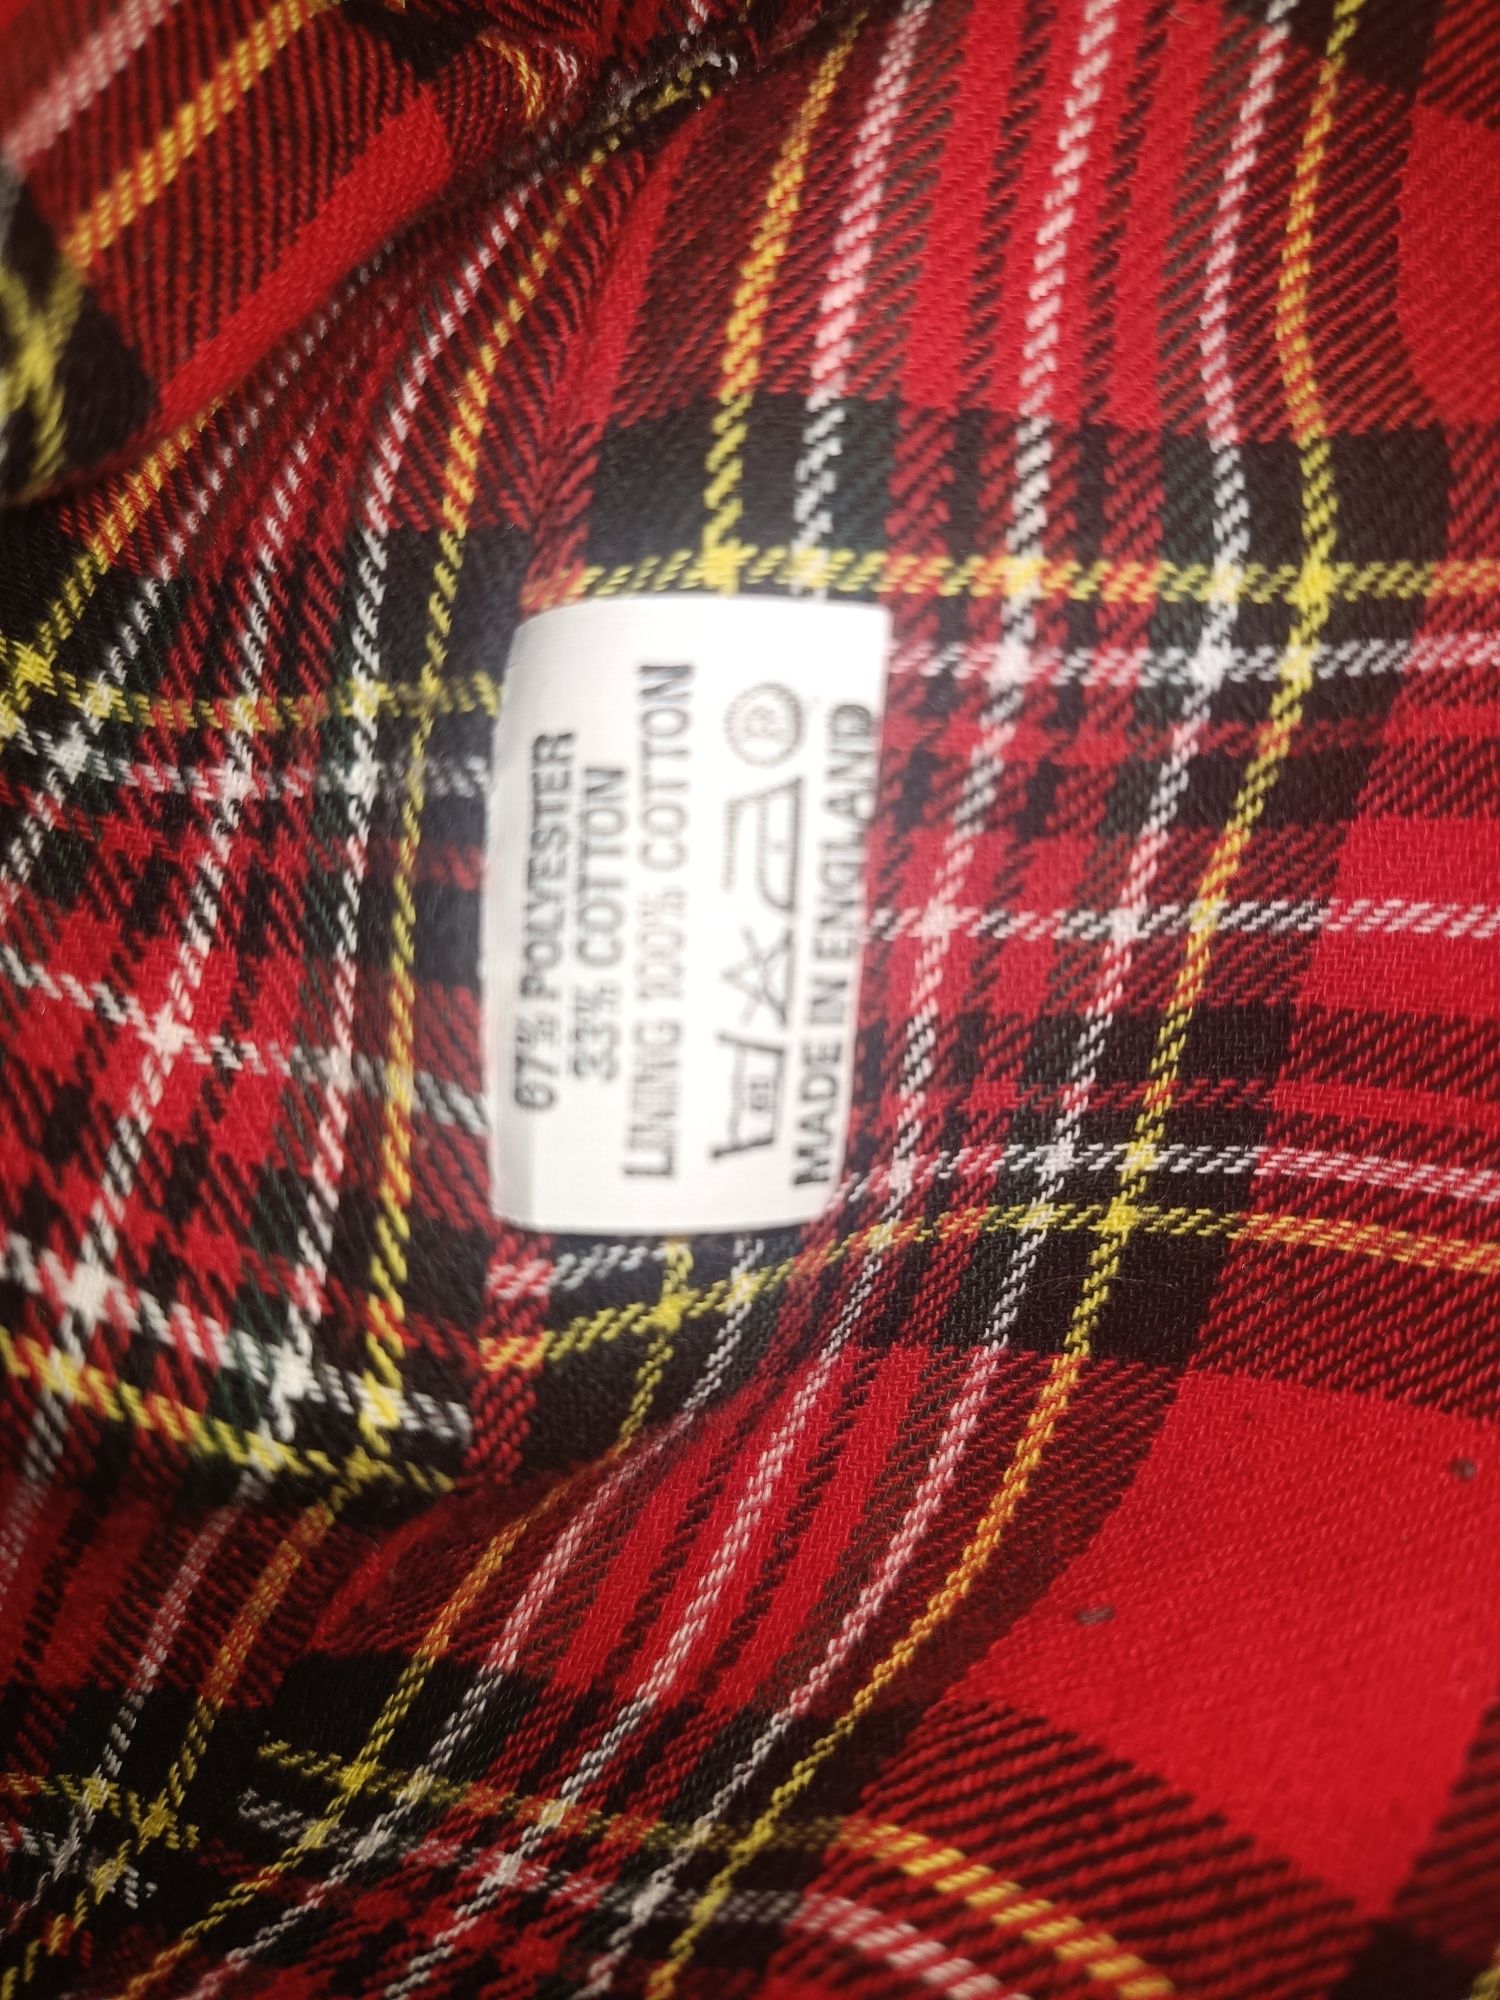 67% POLYESTER
33% COTTON
LINING 100% COTTON
MADE IN ENGLAND